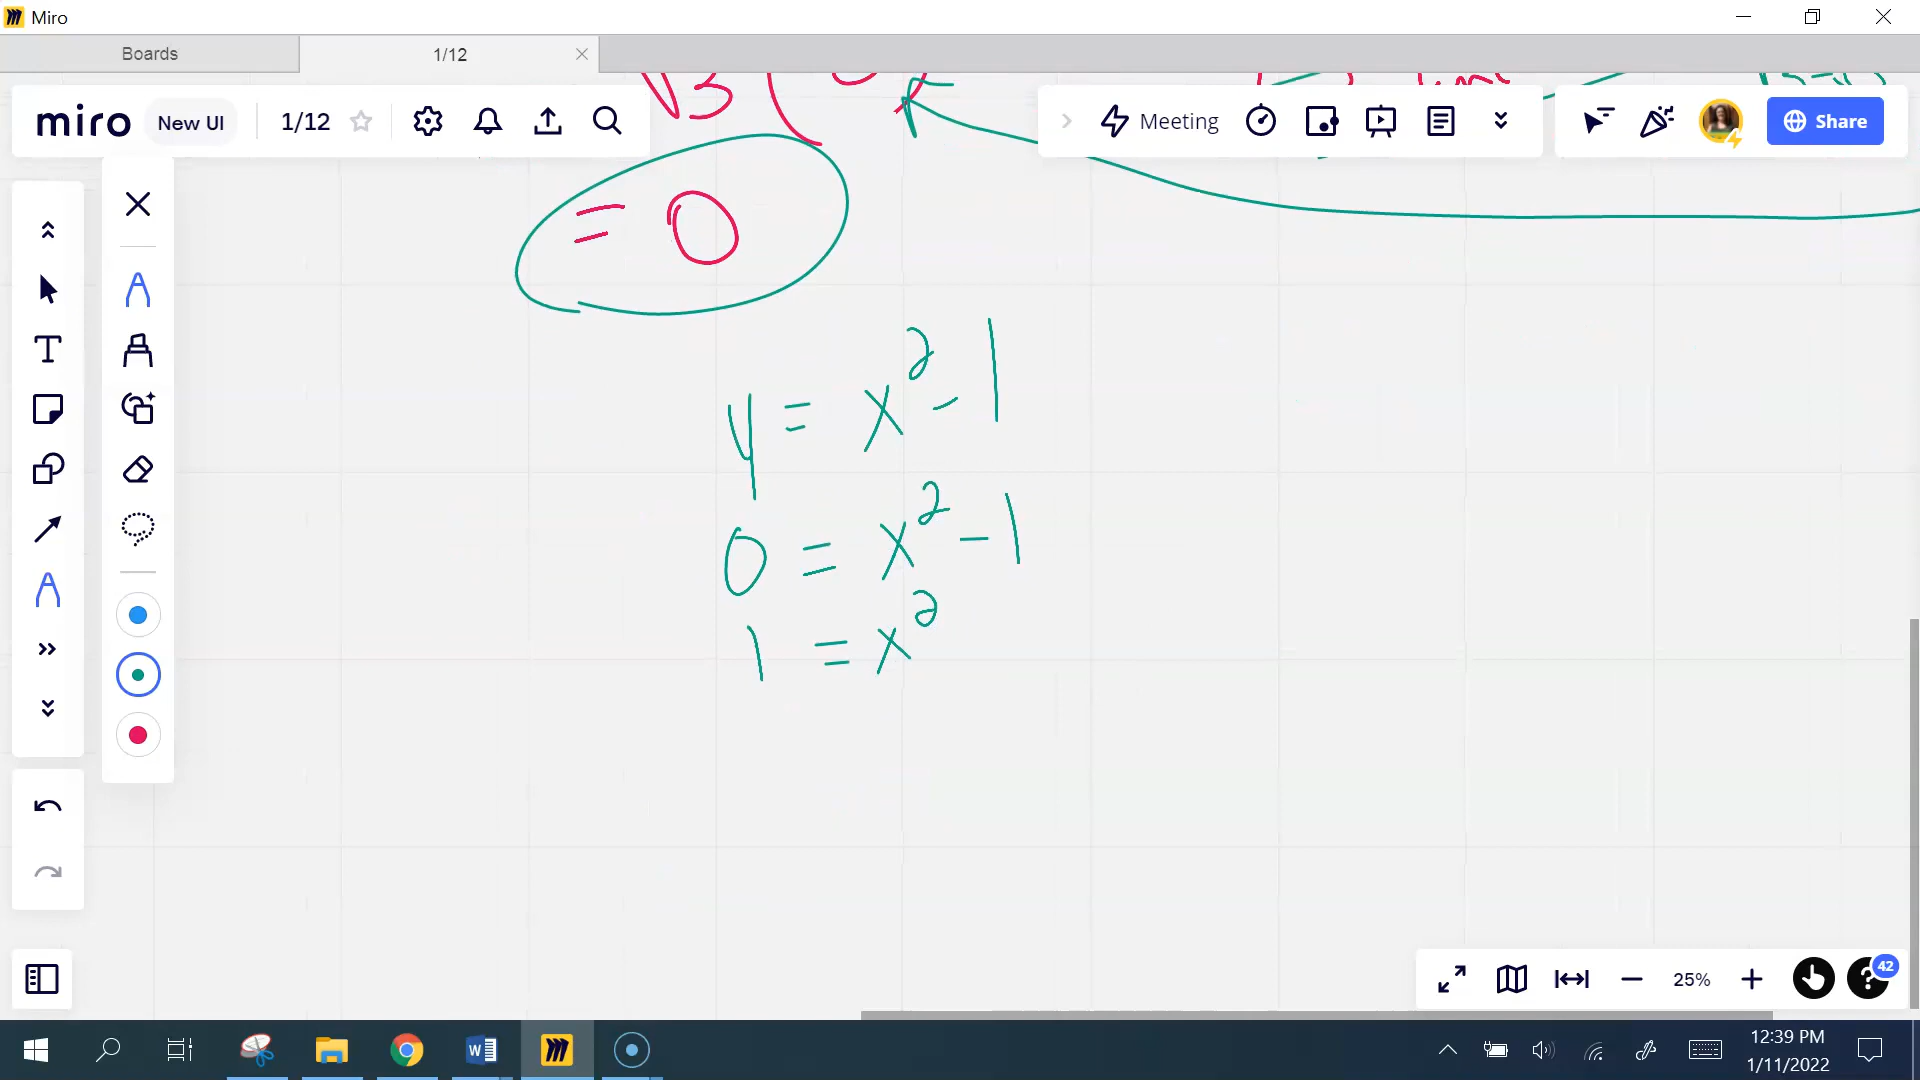 Miro
Boards
1/12
miro New UI 1/12
Meeting
Share
= 0
y = x² - 1
0 = x² - 1
1 = x²
25%
42
12:39 PM
1/11/2022